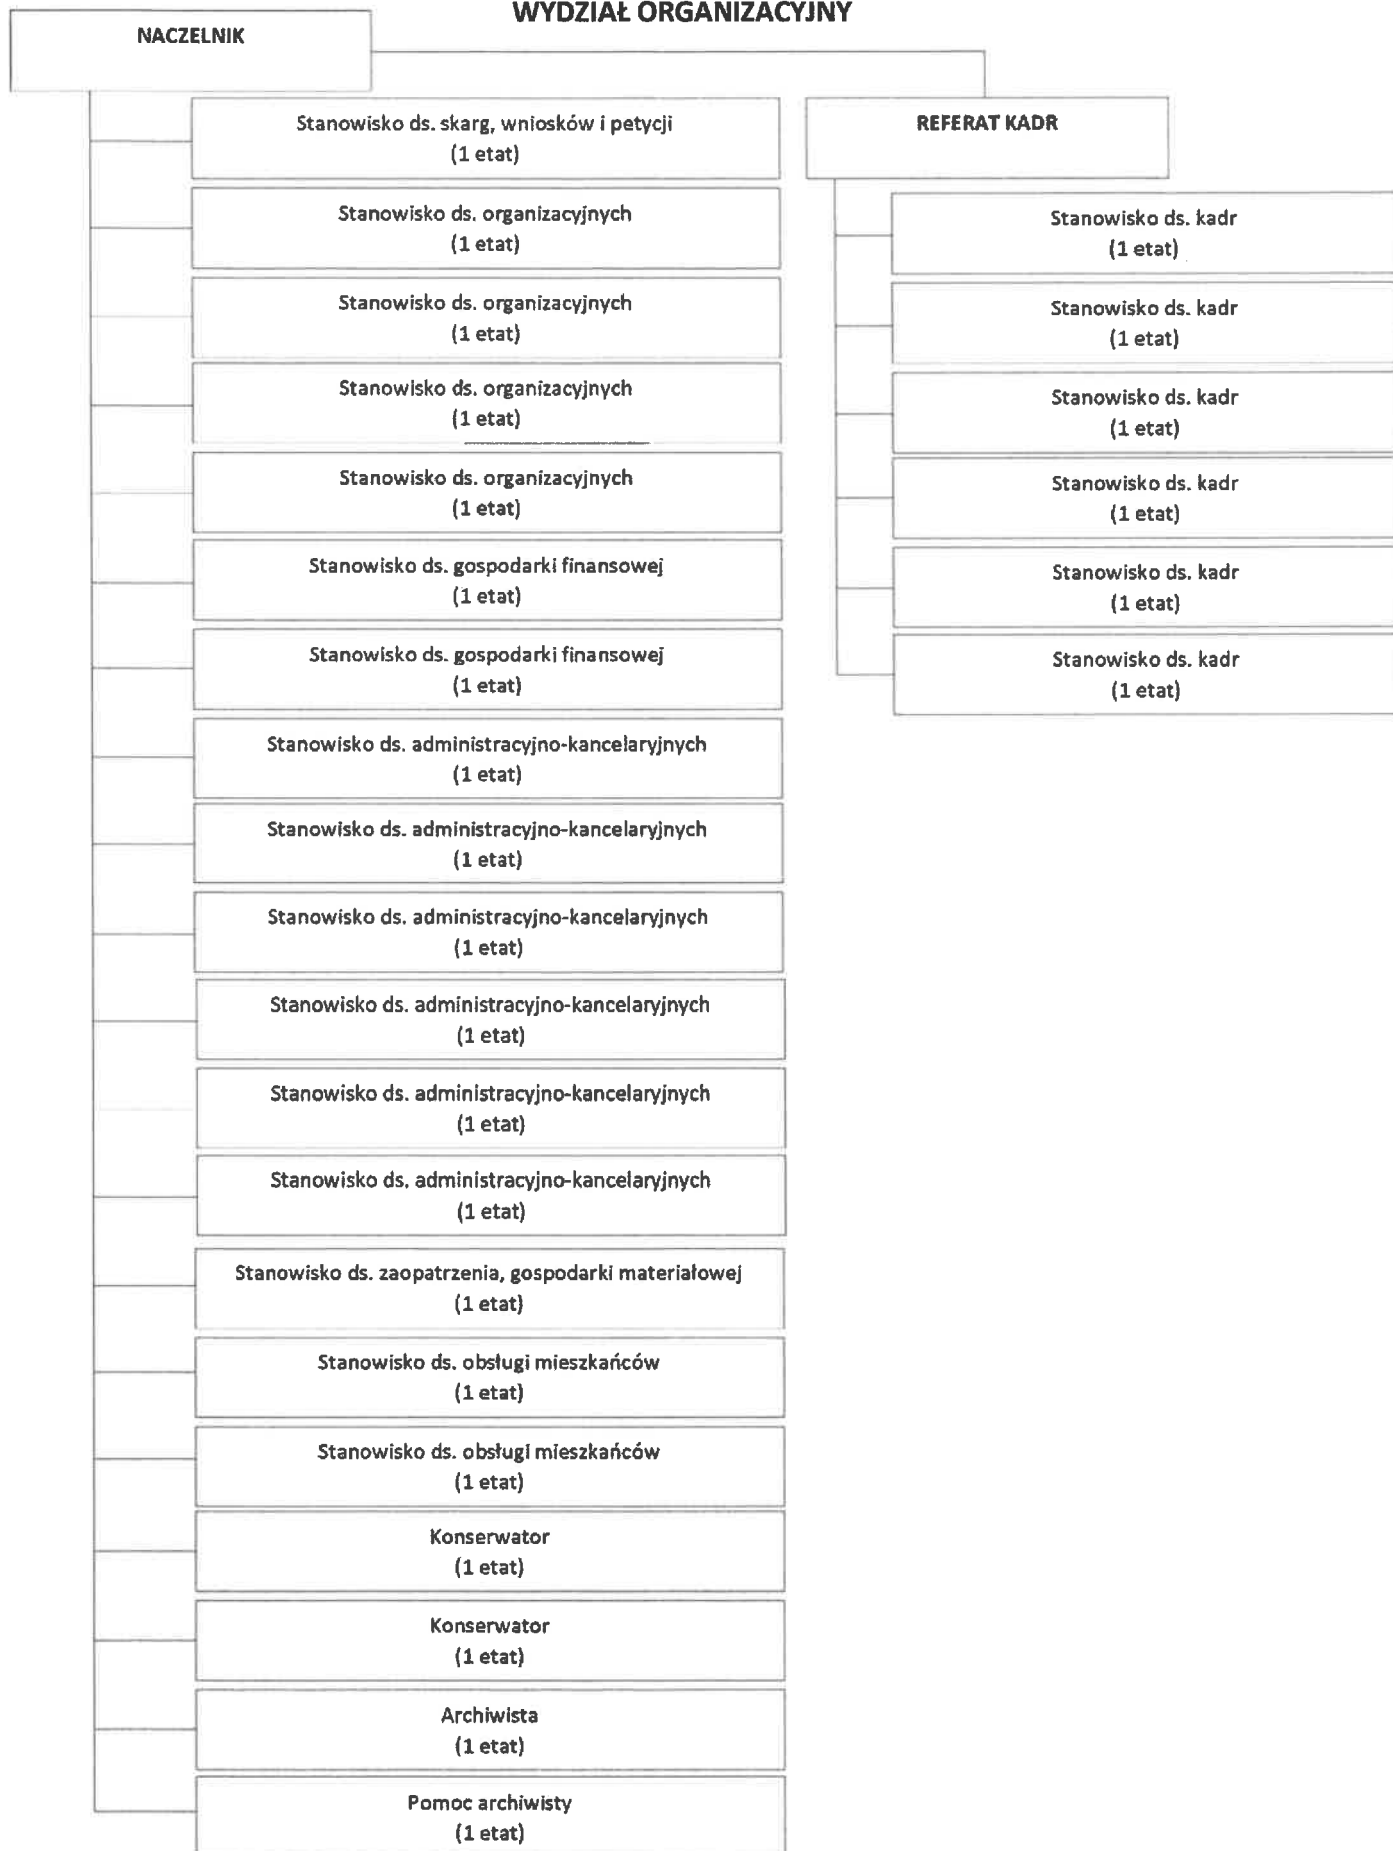 WYDZIAŁ ORGANIZACYJNY
NACZELNIK
Stanowisko ds. skarg, wniosków i petycji
(1 etat)
Stanowisko ds. organizacyjnych
(1 etat)
Stanowisko ds. organizacyjnych
(1 etat)
Stanowisko ds. organizacyjnych
(1 etat)
Stanowisko ds. organizacyjnych
(1 etat)
Stanowisko ds. gospodarki finansowej
(1 etat)
Stanowisko ds. gospodarki finansowej
(1 etat)
Stanowisko ds. administracyjno-kancelaryjnych
(1 etat)
Stanowisko ds. administracyjno-kancelaryjnych
(1 etat)
Stanowisko ds. administracyjno-kancelaryjnych
(1 etat)
Stanowisko ds. administracyjno-kancelaryjnych
(1 etat)
Stanowisko ds. administracyjno-kancelaryjnych
(1 etat)
Stanowisko ds. administracyjno-kancelaryjnych
(1 etat)
Stanowisko ds. zaopatrzenia, gospodarki materiałowej
(1 etat)
Stanowisko ds. obsługi mieszkańców
(1 etat)
Stanowisko ds. obsługi mieszkańców
(1 etat)
Konserwator
(1 etat)
Konserwator
(1 etat)
Archiwista
(1 etat)
Pomoc archiwisty
(1 etat)
REFERAT KADR
Stanowisko ds. kadr
(1 etat)
Stanowisko ds. kadr
(1 etat)
Stanowisko ds. kadr
(1 etat)
Stanowisko ds. kadr
(1 etat)
Stanowisko ds. kadr
(1 etat)
Stanowisko ds. kadr
(1 etat)